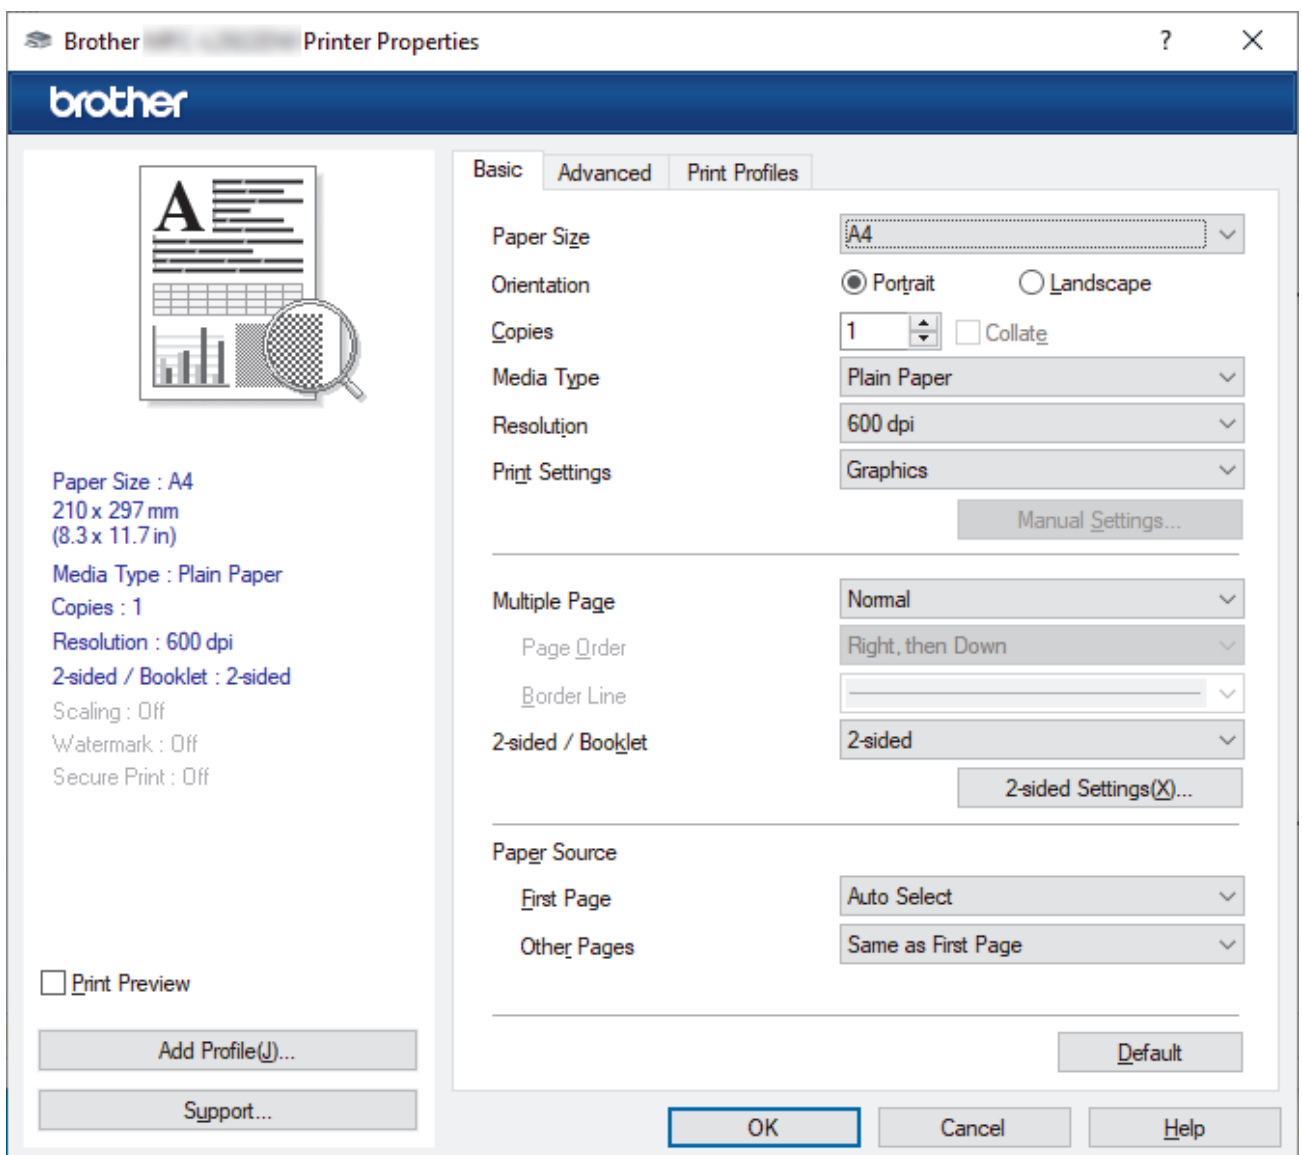 Brother Printer Properties
?
brother
A
Paper Size : A4
210 x 297 mm
(8.3 x 11.7 in)
Media Type : Plain Paper
Copies : 1
Resolution : 600 dpi
2-sided / Booklet : 2-sided
Scaling : Off
Watermark : Off
Secure Print : Off
Print Preview
Add Profile(J)...
Support...
Basic Advanced Print Profiles
Paper Size A4
Orientation Portrait Landscape
Copies 1 Collate
Media Type Plain Paper
Resolution 600 dpi
Print Settings Graphics
Manual Settings...
Multiple Page Normal
Page Order Right, then Down
Border Line
2-sided / Booklet 2-sided
2-sided Settings(X)...
Paper Source
First Page Auto Select
Other Pages Same as First Page
Default
OK Cancel Help